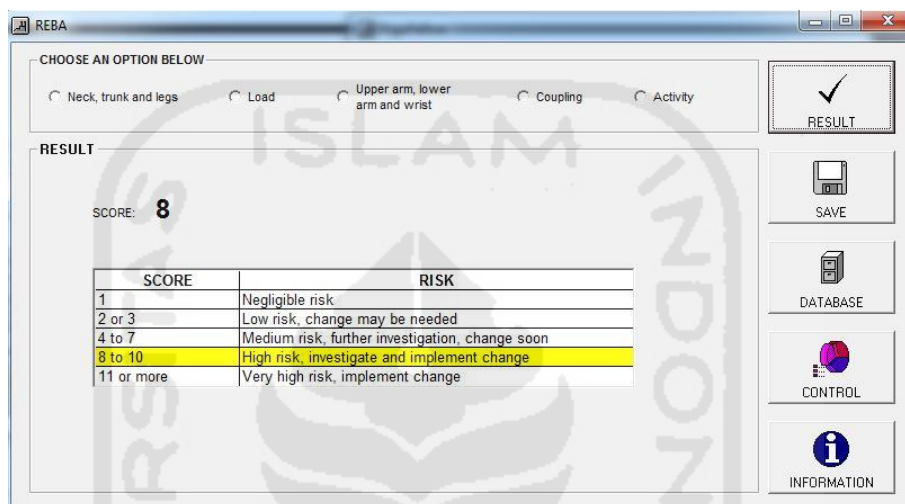 REBA
CHOOSE AN OPTION BELOW
Neck, trunk and legs Load Upper arm, lower arm and wrist Coupling Activity
RESULT
SCORE: 8
SCORE RISK
1 Negligible risk
2 or 3 Low risk, change may be needed
4 to 7 Medium risk, further investigation, change soon
8 to 10 High risk, investigate and implement change
11 or more Very high risk, implement change
RESULT
SAVE
DATABASE
CONTROL
INFORMATION
ISLAM